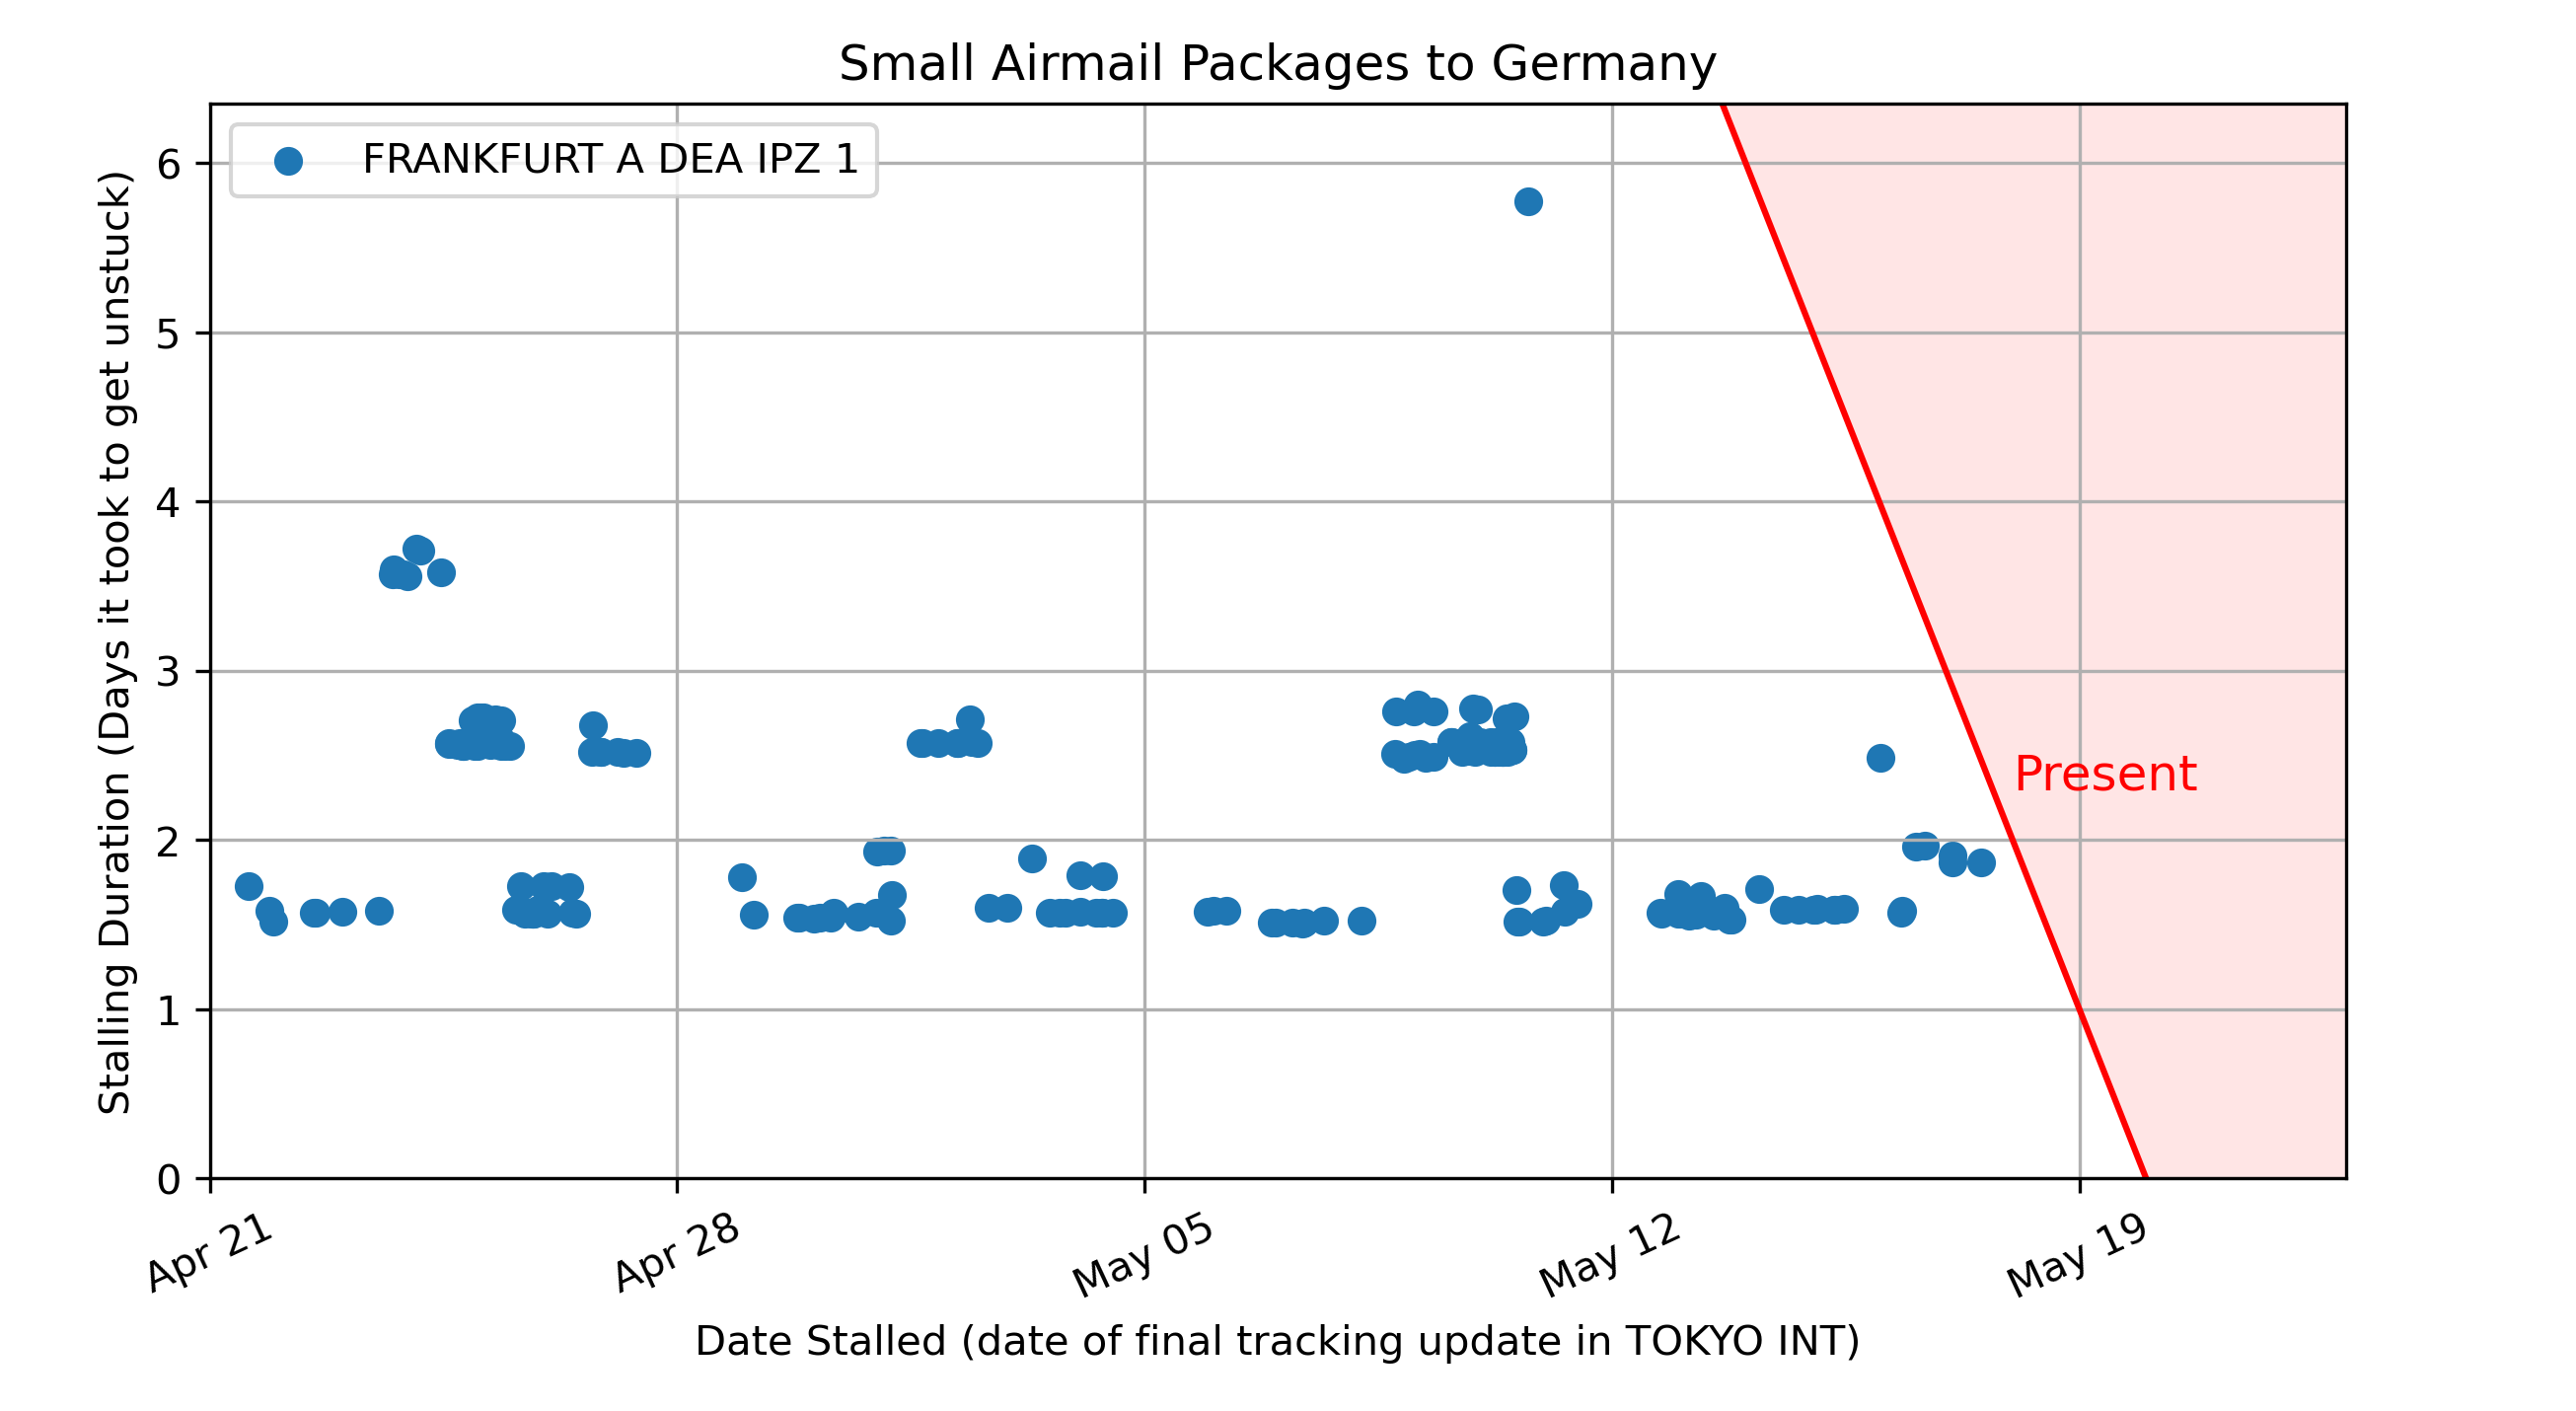 Small Airmail Packages to Germany
FRANKFURT A DEA IPZ 1
Stalling Duration (Days it took to get unstuck)
6
5
4
3
2
1
0
Present
Apr 21
Apr 28
May 05
May 12
May 19
Date Stalled (date of final tracking update in TOKYO INT)